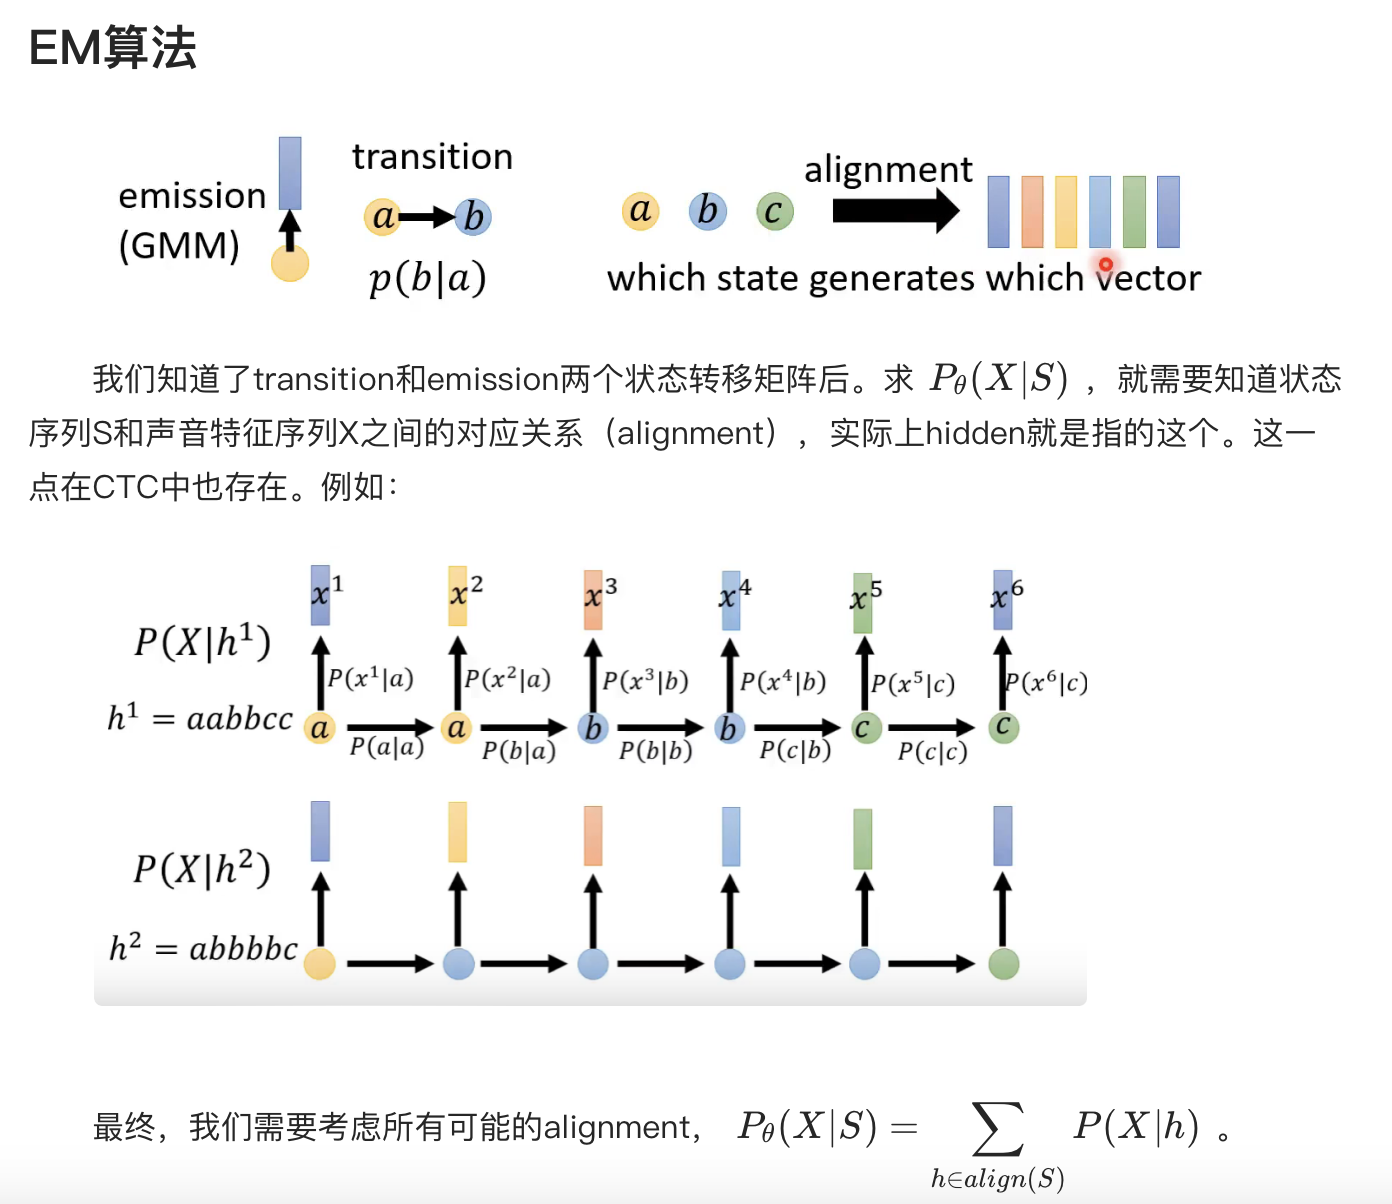 EM算法
emission
(GMM)
transition
a b
p(b|a)
a b c
alignment
which state generates which vector
我们知道了transition和emission两个状态转移矩阵后。求 P_θ(X|S) ，就需要知道状态
序列S和声音特征序列X之间的对应关系（alignment），实际上hidden就是指的这个。这一
点在CTC中也存在。例如：
x^1 x^2 x^3 x^4 x^5 x^6
P(X|h^1)
P(x^1|a) P(x^2|a) P(x^3|b) P(x^4|b) P(x^5|c) P(x^6|c)
h^1 = aabbcc a a b b c c
P(a|a) P(b|a) P(b|b) P(c|b) P(c|c)
P(X|h^2)
h^2 = abbbbc
最终，我们需要考虑所有可能的alignment， P_θ(X|S) = ∑_{h∈align(S)} P(X|h) 。